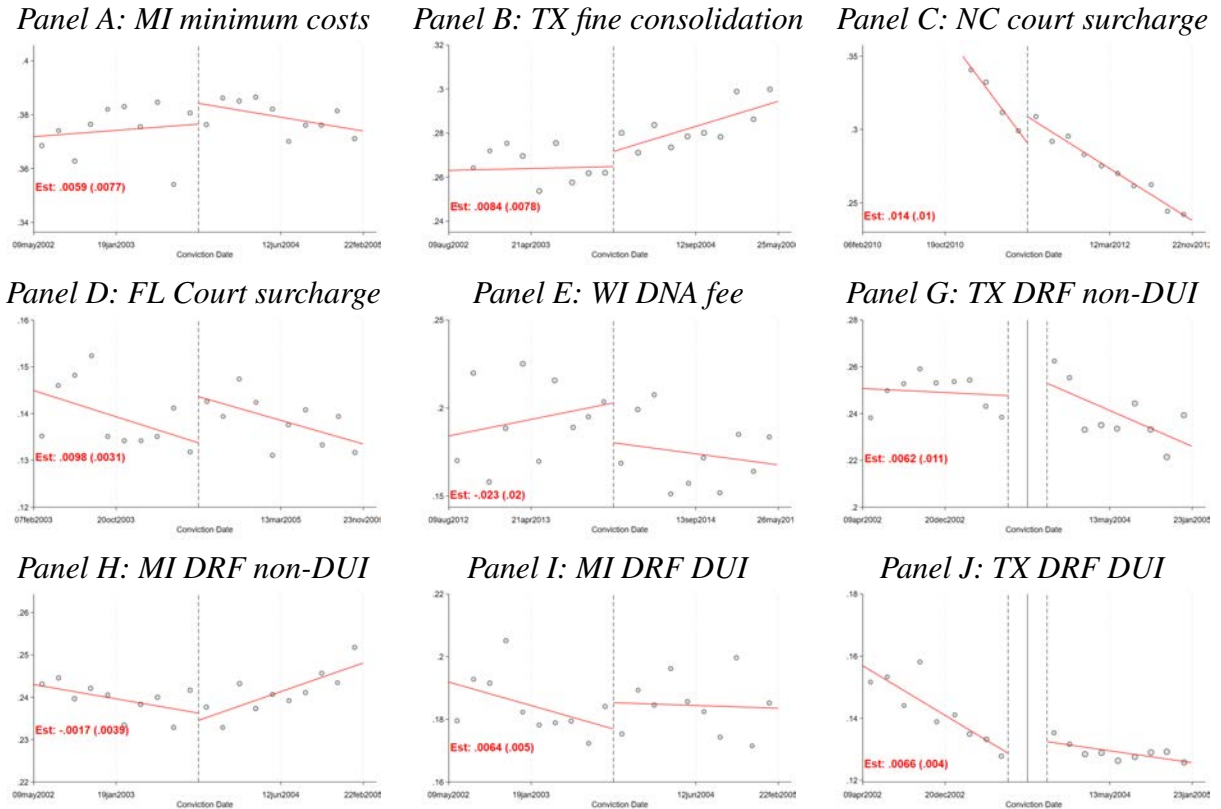 Panel A: MI minimum costs
.4
.38
.36
.34
Est: .0059 (.0077)
09may2002 19jan2003 12jun2004 22feb2005
Conviction Date
Panel B: TX fine consolidation
.32
.3
.28
.26
.24
Est: .0084 (.0078)
09aug2002 21apr2003 12sep2004 25may200
Conviction Date
Panel C: NC court surcharge
.35
.3
.25
Est: .014 (.01)
06feb2010 19oct2010 12mar2012 22nov2012
Conviction Date
Panel D: FL Court surcharge
.16
.15
.14
.13
.12
Est: .0098 (.0031)
07feb2003 20oct2003 13mar2005 23nov200
Conviction Date
Panel E: WI DNA fee
.25
.2
.15
Est: -.023 (.02)
09aug2012 21apr2013 13sep2014 26may201
Conviction Date
Panel G: TX DRF non-DUI
.28
.26
.24
.22
.2
Est: .0062 (.011)
09apr2002 20dec2002 13may2004 23jan2005
Conviction Date
Panel H: MI DRF non-DUI
.26
.25
.24
.23
.22
Est: -.0017 (.0039)
09may2002 19jan2003 12jun2004 22feb2005
Conviction Date
Panel I: MI DRF DUI
.22
.2
.18
.16
Est: .0064 (.005)
09may2002 19jan2003 12jun2004 22feb2005
Conviction Date
Panel J: TX DRF DUI
.18
.16
.14
.12
Est: .0066 (.004)
09apr2002 20dec2002 13may2004 23jan2005
Conviction Date